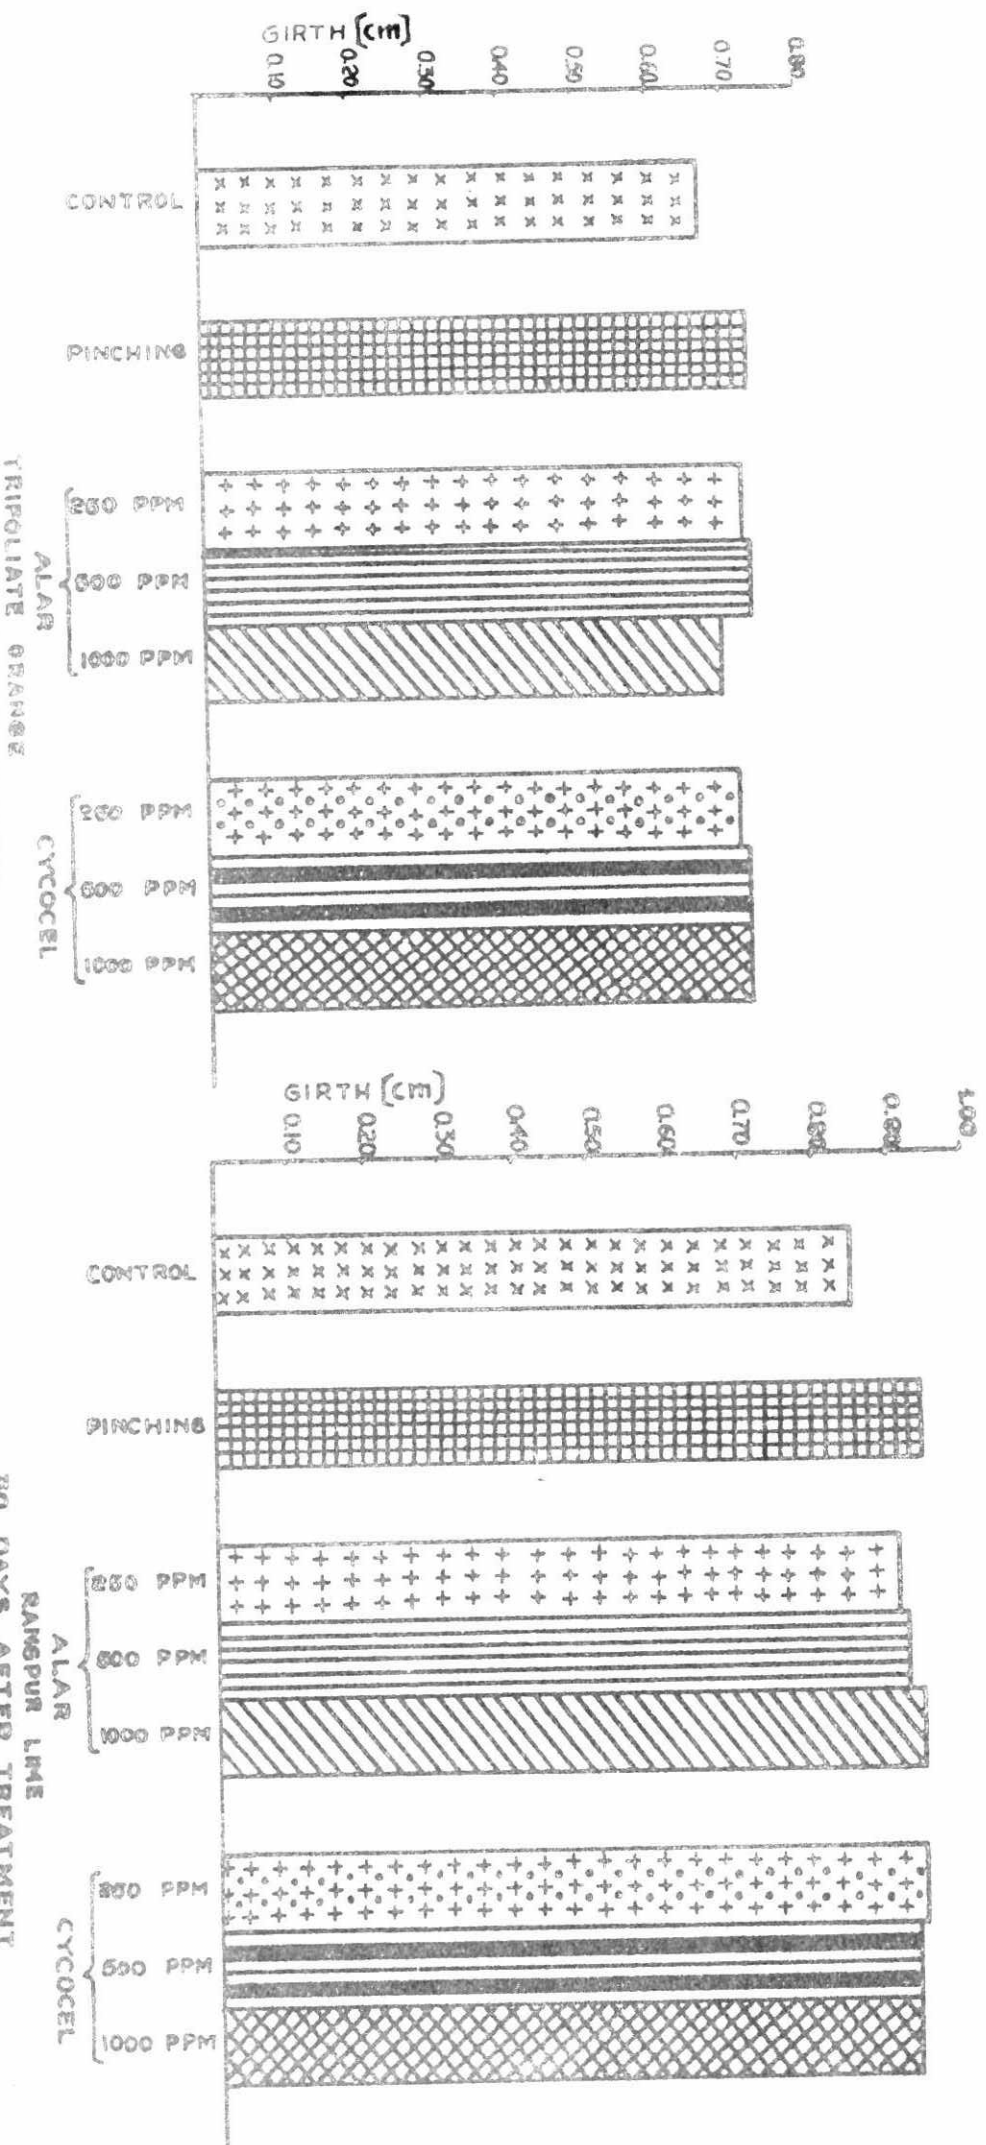 GIRTH [cm]
0.10
0.20
0.30
0.40
0.50
0.60
0.70
0.80
CONTROL
PINCHING
250 PPM
500 PPM
1000 PPM
ALAR
250 PPM
500 PPM
1000 PPM
CYCOCEL
TRIFOLIATE ORANGE
GIRTH [cm]
0.10
0.20
0.30
0.40
0.50
0.60
0.70
0.80
0.90
1.00
CONTROL
PINCHING
250 PPM
500 PPM
1000 PPM
ALAR
250 PPM
500 PPM
1000 PPM
CYCOCEL
RANGPUR LIME
DAYS AFTER TREATMENT